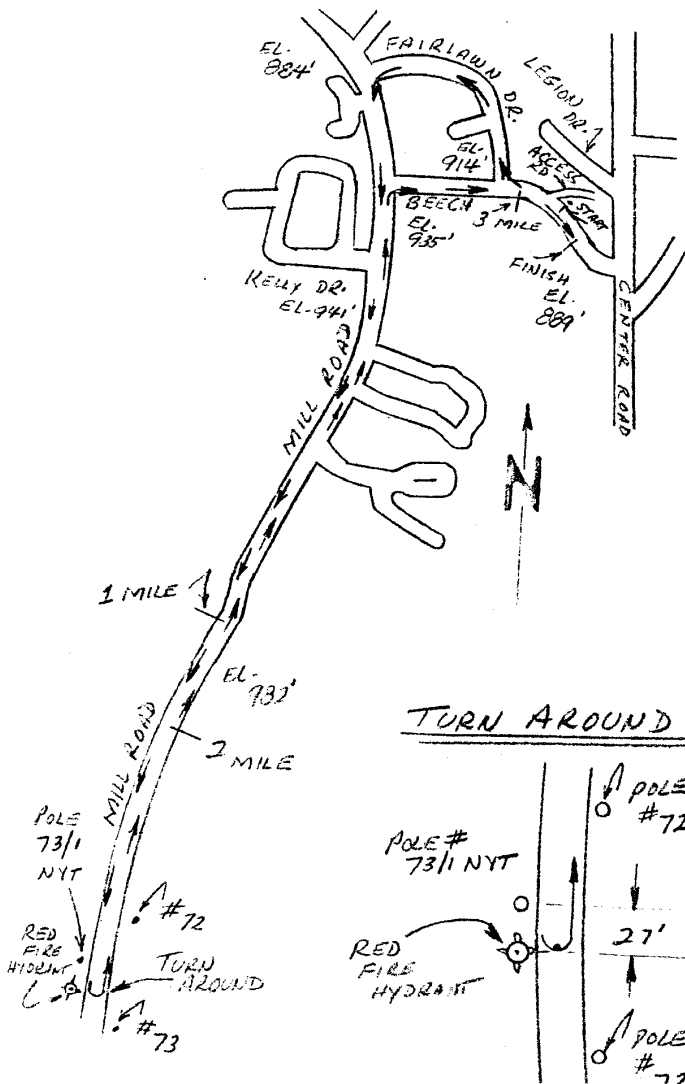 EL.
884'
FAIRLAWN DR.
LEGION
DR.
EL.
914'
ACCESS
RD
START
BEECH
EL.
935'
3 MILE
FINISH
EL.
889'
KELLY DR.
EL-941'
CENTER ROAD
MILL ROAD
N
1 MILE
EL-
932'
2 MILE
MILL ROAD
TURN AROUND
POLE
73/1
NYT
#72
RED
FIRE
HYDRANT
TURN
AROUND
#73
POLE
#72
POLE #
73/1 NYT
27'
RED
FIRE
HYDRANT
POLE
#